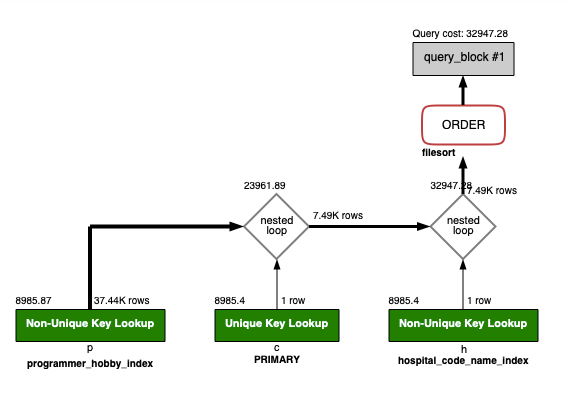 Query cost: 32947.28
query_block #1
ORDER
filesort
32947.28
7.49K rows
23961.89
nested
loop
7.49K rows
nested
loop
8985.87
37.44K rows
8985.4
1 row
8985.4
1 row
Non-Unique Key Lookup
Unique Key Lookup
Non-Unique Key Lookup
p
c
h
programmer_hobby_index
PRIMARY
hospital_code_name_index